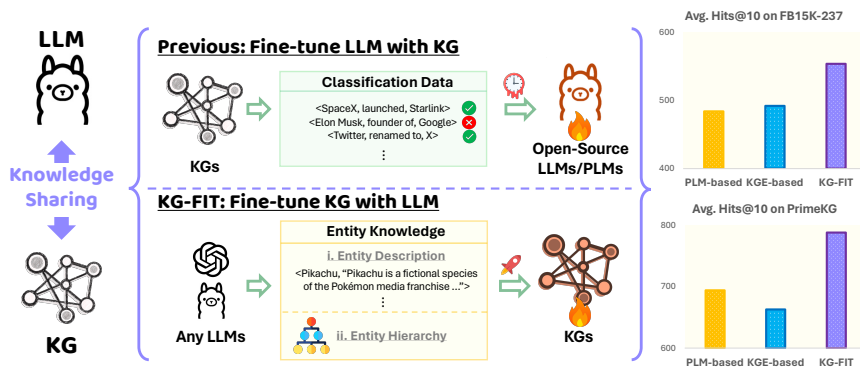 LLM
Knowledge
Sharing
KG
Previous: Fine-tune LLM with KG
KGs
Classification Data
<SpaceX, launched, Starlink>
<Elon Musk, founder of, Google>
<Twitter, renamed to, X>
⋮
Open-Source
LLMs/PLMs
KG-FIT: Fine-tune KG with LLM
Any LLMs
Entity Knowledge
i. Entity Description
<Pikachu, “Pikachu is a fictional species
of the Pokémon media franchise ...”>
⋮
ii. Entity Hierarchy
KGs
Avg. Hits@10 on FB15K-237
600
500
400
PLM-based KGE-based KG-FIT
Avg. Hits@10 on PrimeKG
800
700
600
PLM-based KGE-based KG-FIT